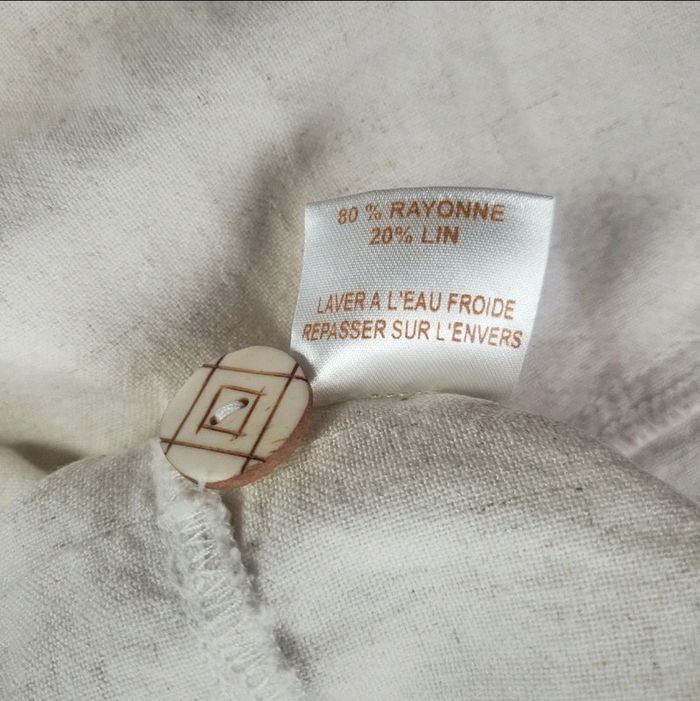 80 % RAYONNE
20% LIN
LAVER A L'EAU FROIDE
REPASSER SUR L'ENVERS